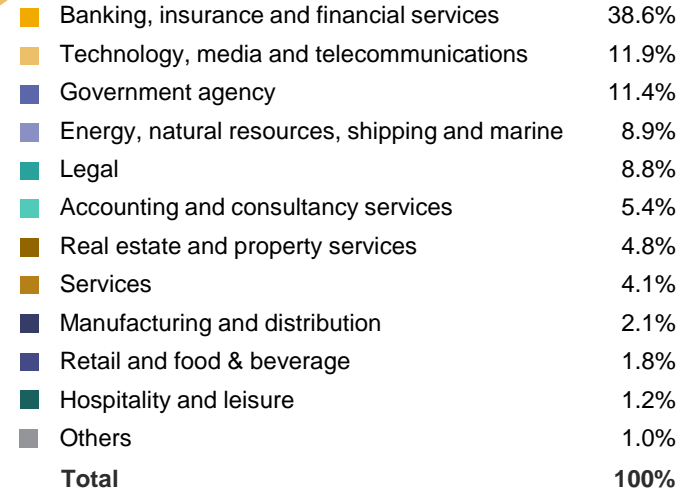 Banking, insurance and financial services 38.6%
Technology, media and telecommunications 11.9%
Government agency 11.4%
Energy, natural resources, shipping and marine 8.9%
Legal 8.8%
Accounting and consultancy services 5.4%
Real estate and property services 4.8%
Services 4.1%
Manufacturing and distribution 2.1%
Retail and food & beverage 1.8%
Hospitality and leisure 1.2%
Others 1.0%
Total 100%